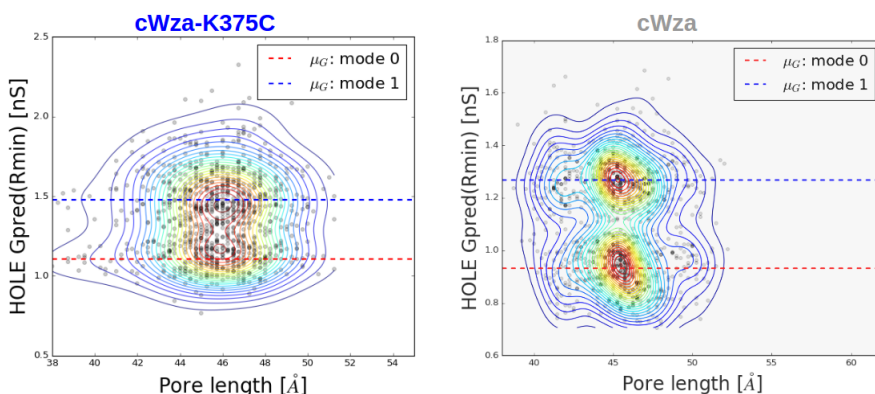 cWza-K375C
HOLE Gpred(Rmin) [nS]
2.5
2.0
1.5
1.0
0.5
μG: mode 0
μG: mode 1
38 40 42 44 46 48 50 52 54
Pore length [Å]
cWza
HOLE Gpred(Rmin) [nS]
1.8
1.6
1.4
1.2
1.0
0.8
0.6
μG: mode 0
μG: mode 1
40 45 50 55 60
Pore length [Å]